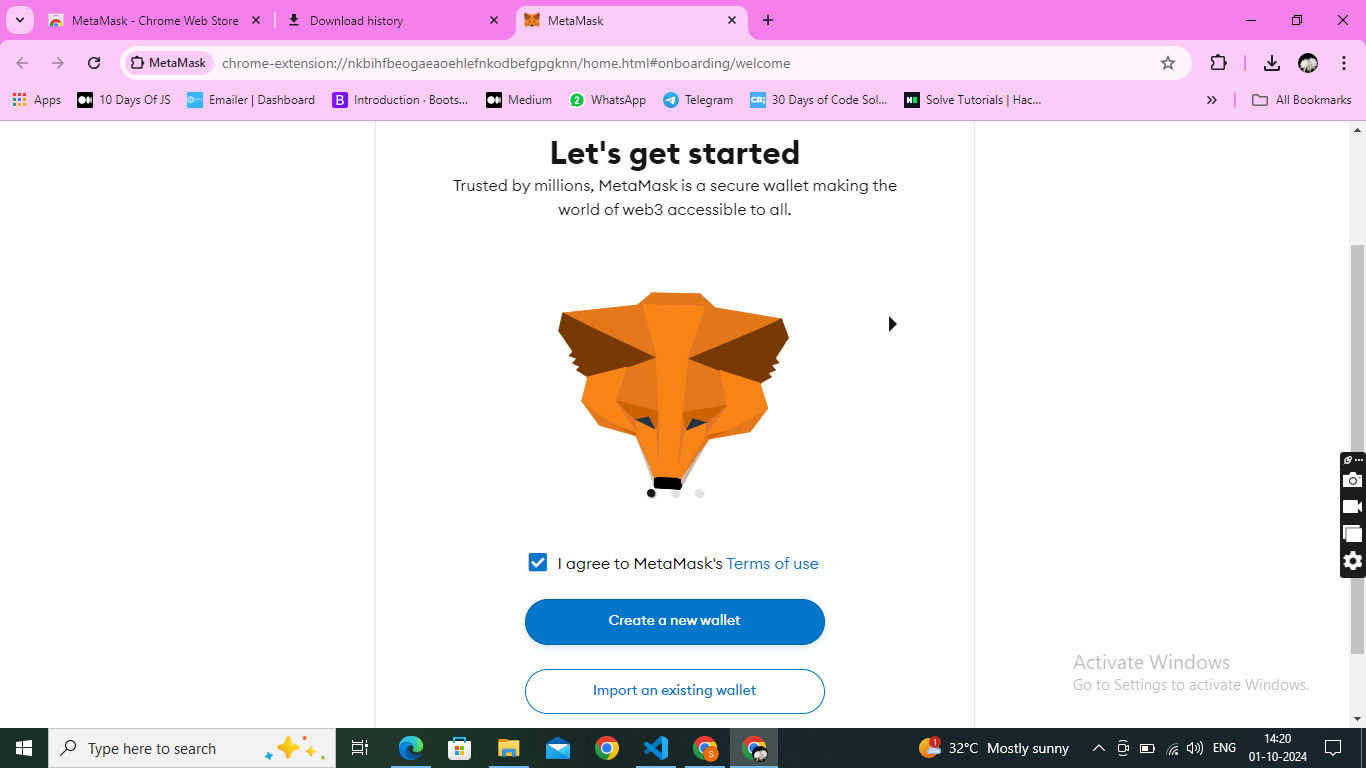 MetaMask - Chrome Web Store
Download history
MetaMask
MetaMask
chrome-extension://nkbihfbeogaeaoehlefnkodbefgpgknn/home.html#onboarding/welcome
Apps
10 Days Of JS
Emailer | Dashboard
Introduction · Boots...
Medium
WhatsApp
Telegram
30 Days of Code Sol...
Solve Tutorials | Hac...
All Bookmarks
Let's get started
Trusted by millions, MetaMask is a secure wallet making the
world of web3 accessible to all.
I agree to MetaMask's Terms of use
Create a new wallet
Import an existing wallet
Activate Windows
Go to Settings to activate Windows.
Type here to search
1
32°C Mostly sunny
ENG
14:20
01-10-2024